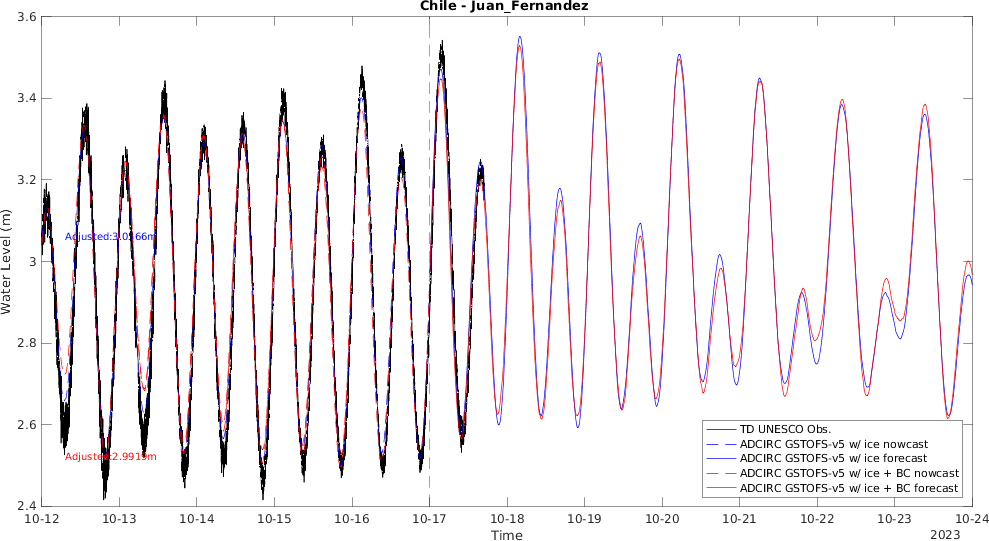 Chile - Juan_Fernandez
3.6
3.4
3.2
3
2.8
2.6
2.4
Water Level (m)
Adjusted:3.0566m
Adjusted:2.9919m
TD UNESCO Obs.
ADCIRC GSTOFS-v5 w/ ice nowcast
ADCIRC GSTOFS-v5 w/ ice forecast
ADCIRC GSTOFS-v5 w/ ice + BC nowcast
ADCIRC GSTOFS-v5 w/ ice + BC forecast
10-12 10-13 10-14 10-15 10-16 10-17 10-18 10-19 10-20 10-21 10-22 10-23 10-24
Time
2023